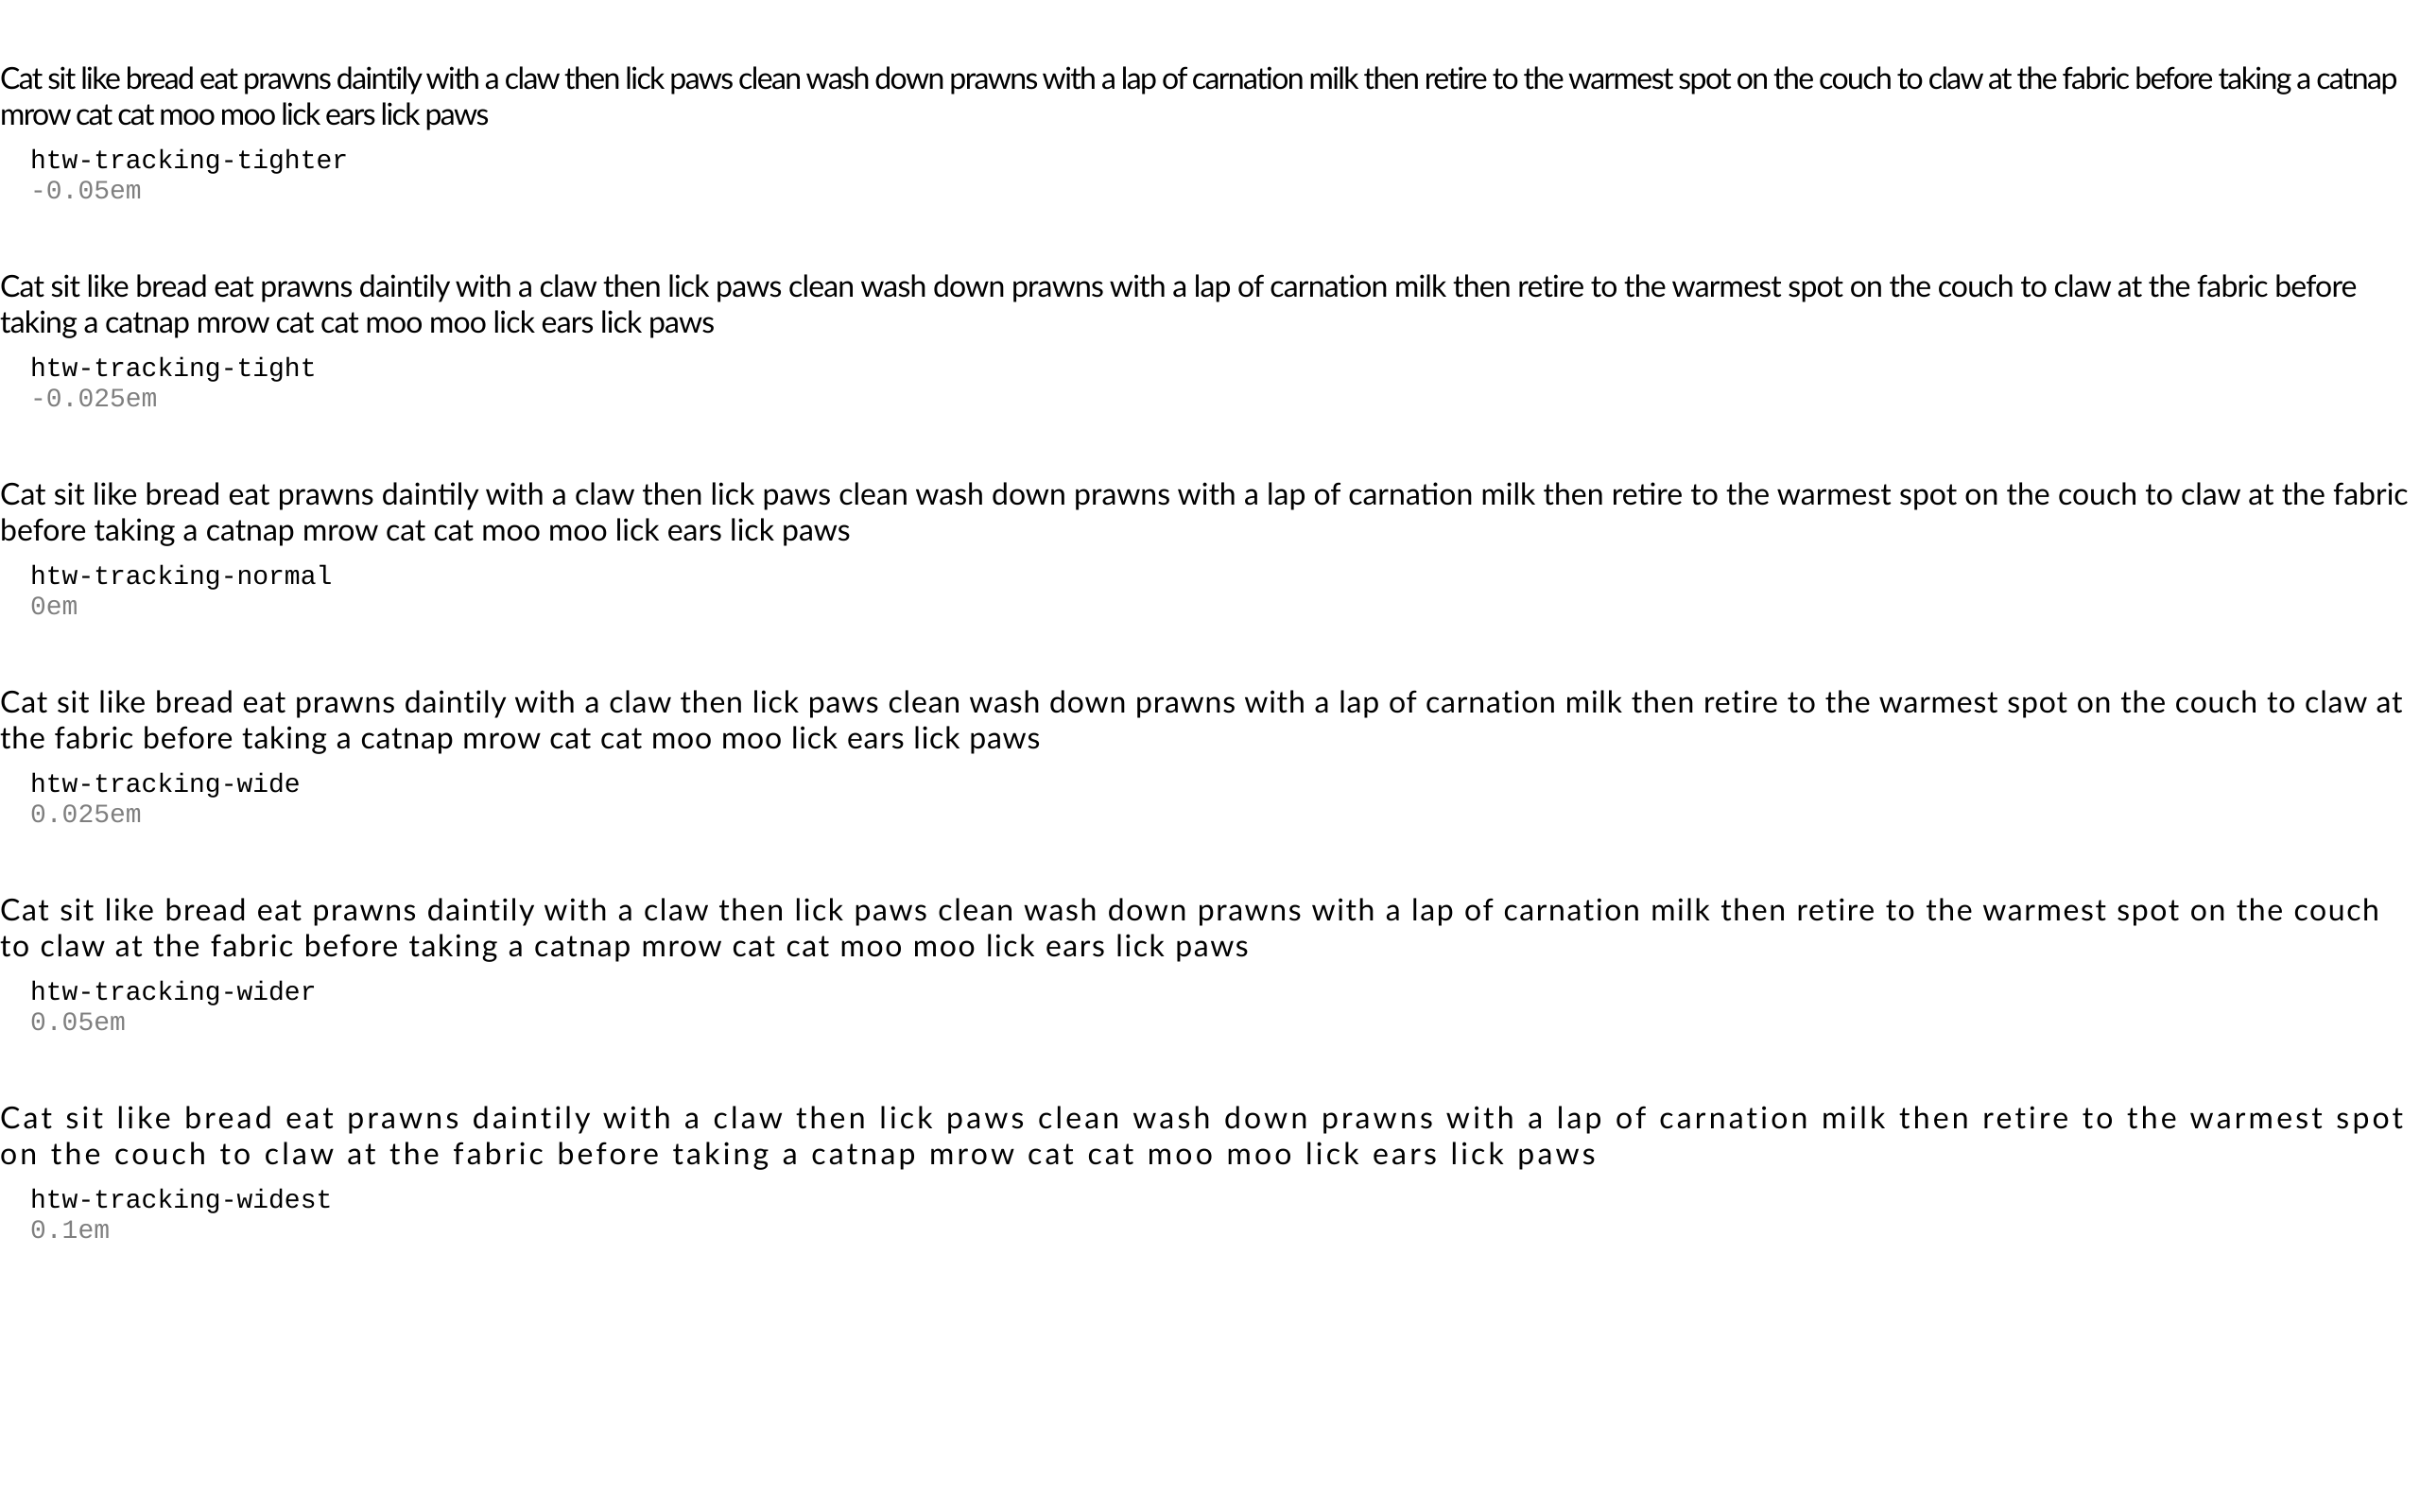 Cat sit like bread eat prawns daintily with a claw then lick paws clean wash down prawns with a lap of carnation milk then retire to the warmest spot on the couch to claw at the fabric before taking a catnap
mrow cat cat moo moo lick ears lick paws
htw-tracking-tighter
-0.05em
Cat sit like bread eat prawns daintily with a claw then lick paws clean wash down prawns with a lap of carnation milk then retire to the warmest spot on the couch to claw at the fabric before
taking a catnap mrow cat cat moo moo lick ears lick paws
htw-tracking-tight
-0.025em
Cat sit like bread eat prawns daintily with a claw then lick paws clean wash down prawns with a lap of carnation milk then retire to the warmest spot on the couch to claw at the fabric
before taking a catnap mrow cat cat moo moo lick ears lick paws
htw-tracking-normal
0em
Cat sit like bread eat prawns daintily with a claw then lick paws clean wash down prawns with a lap of carnation milk then retire to the warmest spot on the couch to claw at
the fabric before taking a catnap mrow cat cat moo moo lick ears lick paws
htw-tracking-wide
0.025em
Cat sit like bread eat prawns daintily with a claw then lick paws clean wash down prawns with a lap of carnation milk then retire to the warmest spot on the couch
to claw at the fabric before taking a catnap mrow cat cat moo moo lick ears lick paws
htw-tracking-wider
0.05em
Cat sit like bread eat prawns daintily with a claw then lick paws clean wash down prawns with a lap of carnation milk then retire to the warmest spot
on the couch to claw at the fabric before taking a catnap mrow cat cat moo moo lick ears lick paws
htw-tracking-widest
0.1em